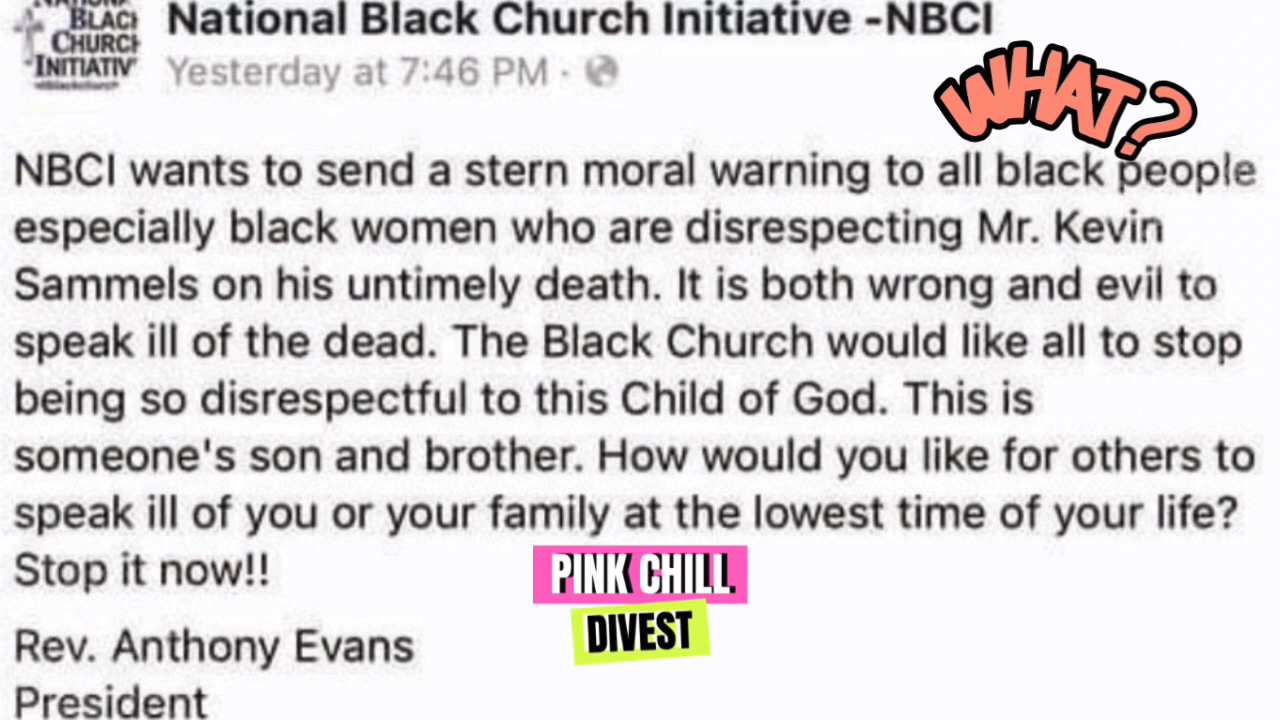 National Black Church Initiative -NBCI
BLACK
CHURCH
INITIATIV
Yesterday at 7:46 PM ·
WHAT?
NBCI wants to send a stern moral warning to all black people
especially black women who are disrespecting Mr. Kevin
Sammels on his untimely death. It is both wrong and evil to
speak ill of the dead. The Black Church would like all to stop
being so disrespectful to this Child of God. This is
someone's son and brother. How would you like for others to
speak ill of you or your family at the lowest time of your life?
Stop it now!!
PINK CHILL
DIVEST
Rev. Anthony Evans
President